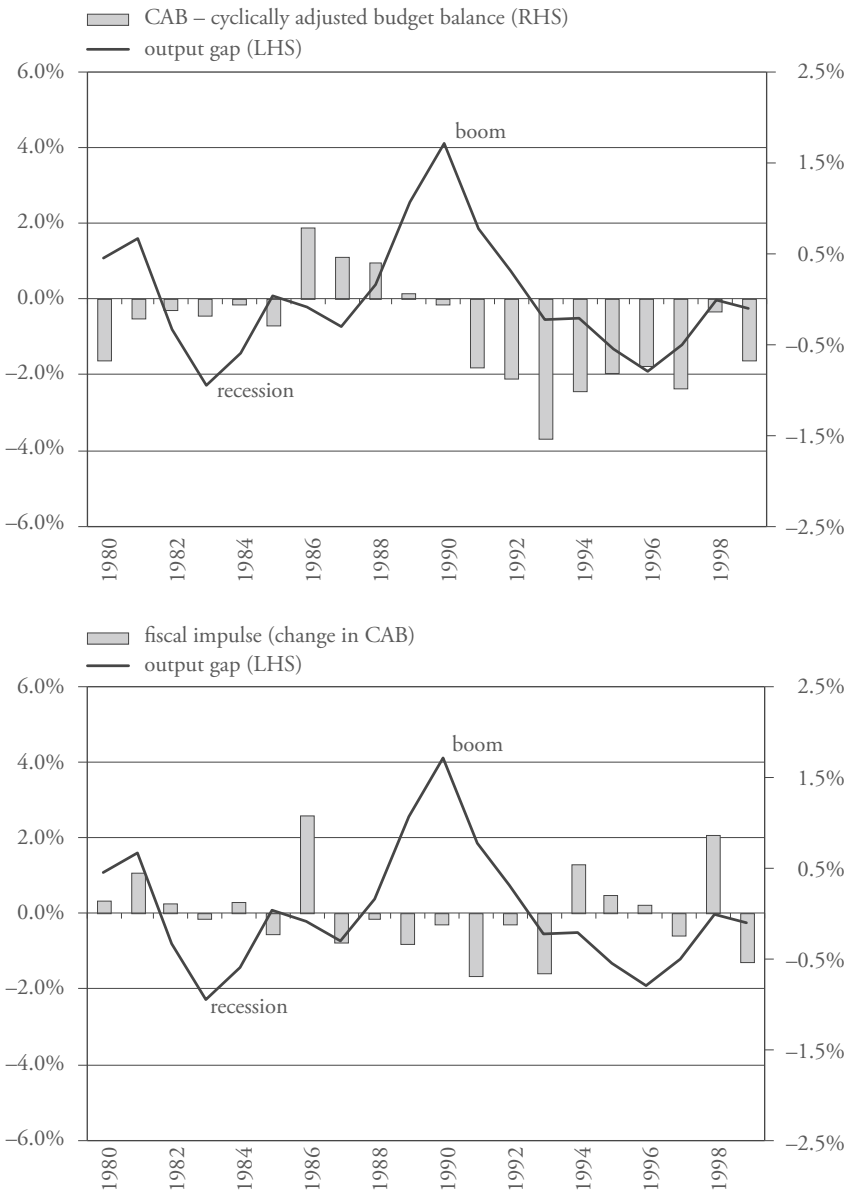 CAB – cyclically adjusted budget balance (RHS)
output gap (LHS)
6.0% 2.5%
boom
4.0% 1.5%
2.0% 0.5%
0.0%
–0.5%
–2.0%
recession
–4.0% –1.5%
–6.0% –2.5%
1980 1982 1984 1986 1988 1990 1992 1994 1996 1998
fiscal impulse (change in CAB)
output gap (LHS)
6.0% 2.5%
boom
4.0% 1.5%
2.0% 0.5%
0.0%
–0.5%
–2.0%
recession
–4.0% –1.5%
–6.0% –2.5%
1980 1982 1984 1986 1988 1990 1992 1994 1996 1998